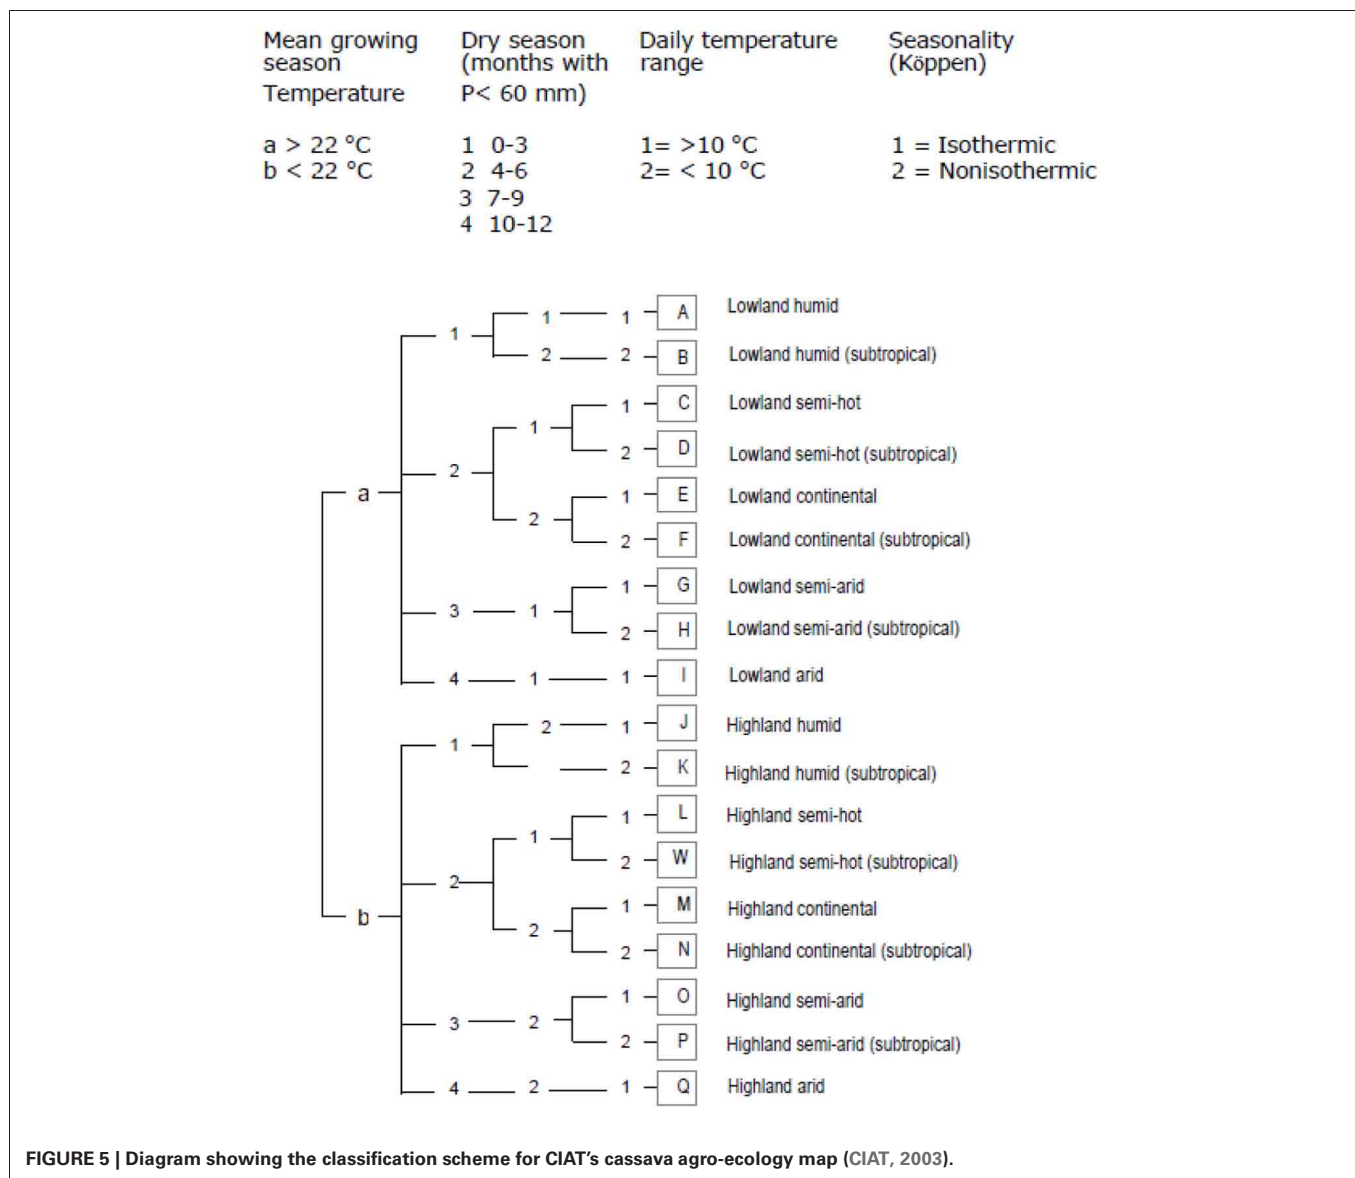 Mean growing season Temperature
Dry season (months with P< 60 mm)
Daily temperature range
Seasonality (Köppen)
a > 22 °C
b < 22 °C
1 0-3
2 4-6
3 7-9
4 10-12
1= >10 °C
2= < 10 °C
1 = Isothermic
2 = Nonisothermic
a
1
1 1 A Lowland humid
2 2 B Lowland humid (subtropical)
2
1
1 C Lowland semi-hot
2 D Lowland semi-hot (subtropical)
2
1 E Lowland continental
2 F Lowland continental (subtropical)
3 1
1 G Lowland semi-arid
2 H Lowland semi-arid (subtropical)
4 1 1 I Lowland arid
b
1
2 1 J Highland humid
2 K Highland humid (subtropical)
2
1
1 L Highland semi-hot
2 W Highland semi-hot (subtropical)
2
1 M Highland continental
2 N Highland continental (subtropical)
3 2
1 O Highland semi-arid
2 P Highland semi-arid (subtropical)
4 2 1 Q Highland arid
FIGURE 5 | Diagram showing the classification scheme for CIAT's cassava agro-ecology map (CIAT, 2003).